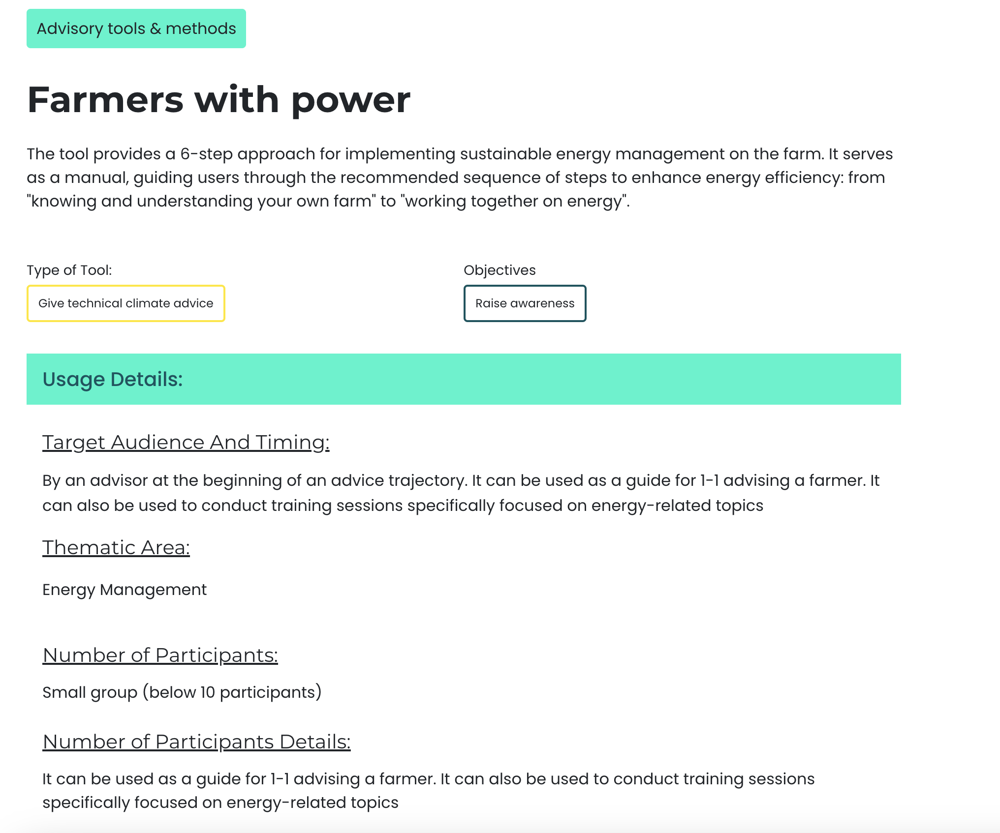 Advisory tools & methods
Farmers with power
The tool provides a 6-step approach for implementing sustainable energy management on the farm. It serves
as a manual, guiding users through the recommended sequence of steps to enhance energy efficiency: from
"knowing and understanding your own farm" to "working together on energy".
Type of Tool:
Objectives
Give technical climate advice
Raise awareness
Usage Details:
Target Audience And Timing:
By an advisor at the beginning of an advice trajectory. It can be used as a guide for 1-1 advising a farmer. It
can also be used to conduct training sessions specifically focused on energy-related topics
Thematic Area:
Energy Management
Number of Participants:
Small group (below 10 participants)
Number of Participants Details:
It can be used as a guide for 1-1 advising a farmer. It can also be used to conduct training sessions
specifically focused on energy-related topics